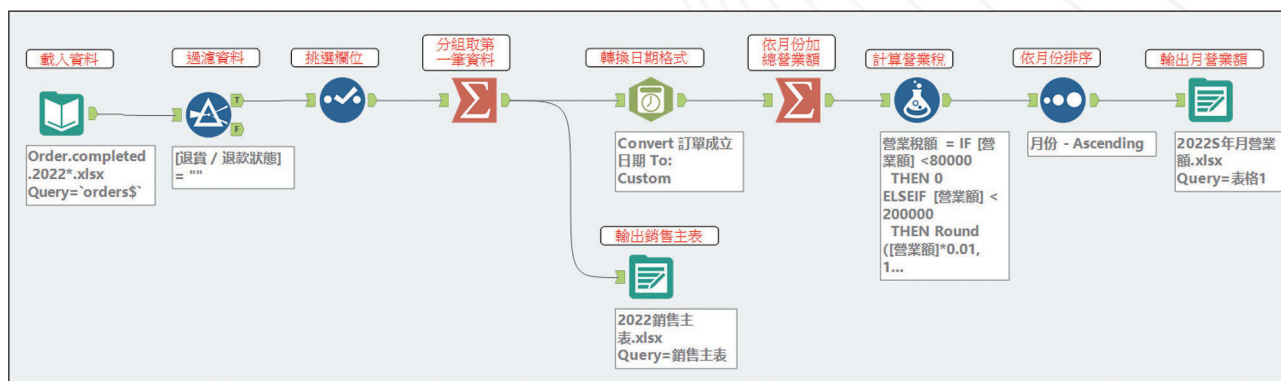 載入資料
過濾資料
挑選欄位
分組取第
一筆資料
轉換日期格式
依月份加
總營業額
計算營業稅
依月份排序
輸出月營業額
T
F
Order.completed
.2022*.xlsx
Query=`orders$`
[退貨 / 退款狀態]
= ""
Convert 訂單成立
日期 To:
Custom
營業稅額 = IF [營
業額] <80000
THEN 0
ELSEIF [營業額] <
200000
THEN Round
([營業額]*0.01,
1...
月份 - Ascending
2022S年月營業
額.xlsx
Query=表格1
輸出銷售主表
2022銷售主
表.xlsx
Query=銷售主表